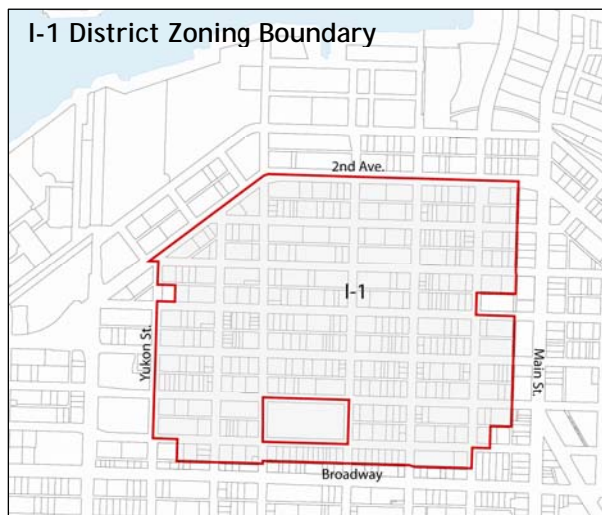 I-1 District Zoning Boundary
2nd Ave.
I-1
Yukon St.
Main St.
Broadway